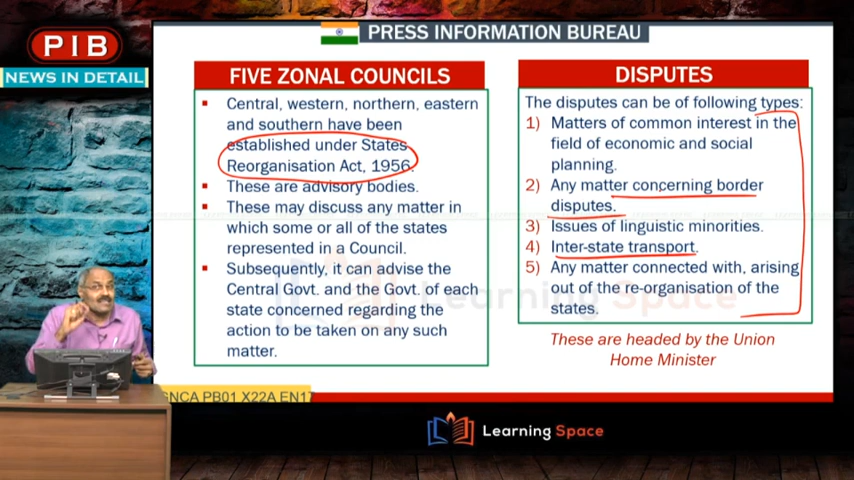 PIB
NEWS IN DETAIL
PRESS INFORMATION BUREAU
FIVE ZONAL COUNCILS
▪ Central, western, northern, eastern
and southern have been
established under States
Reorganisation Act, 1956.
▪ These are advisory bodies.
▪ These may discuss any matter in
which some or all of the states
represented in a Council.
▪ Subsequently, it can advise the
Central Govt. and the Govt. of each
state concerned regarding the
action to be taken on any such
matter.
DISPUTES
The disputes can be of following types:
1) Matters of common interest in the
field of economic and social
planning.
2) Any matter concerning border
disputes.
3) Issues of linguistic minorities.
4) Inter-state transport.
5) Any matter connected with, arising
out of the re-organisation of the
states.
These are headed by the Union
Home Minister
Learning Space
PB01 X22A
Learning Space